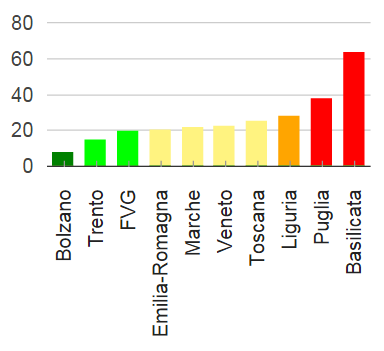 80
60
40
20
0
Bolzano
Trento
FVG
Emilia-Romagna
Marche
Veneto
Toscana
Liguria
Puglia
Basilicata